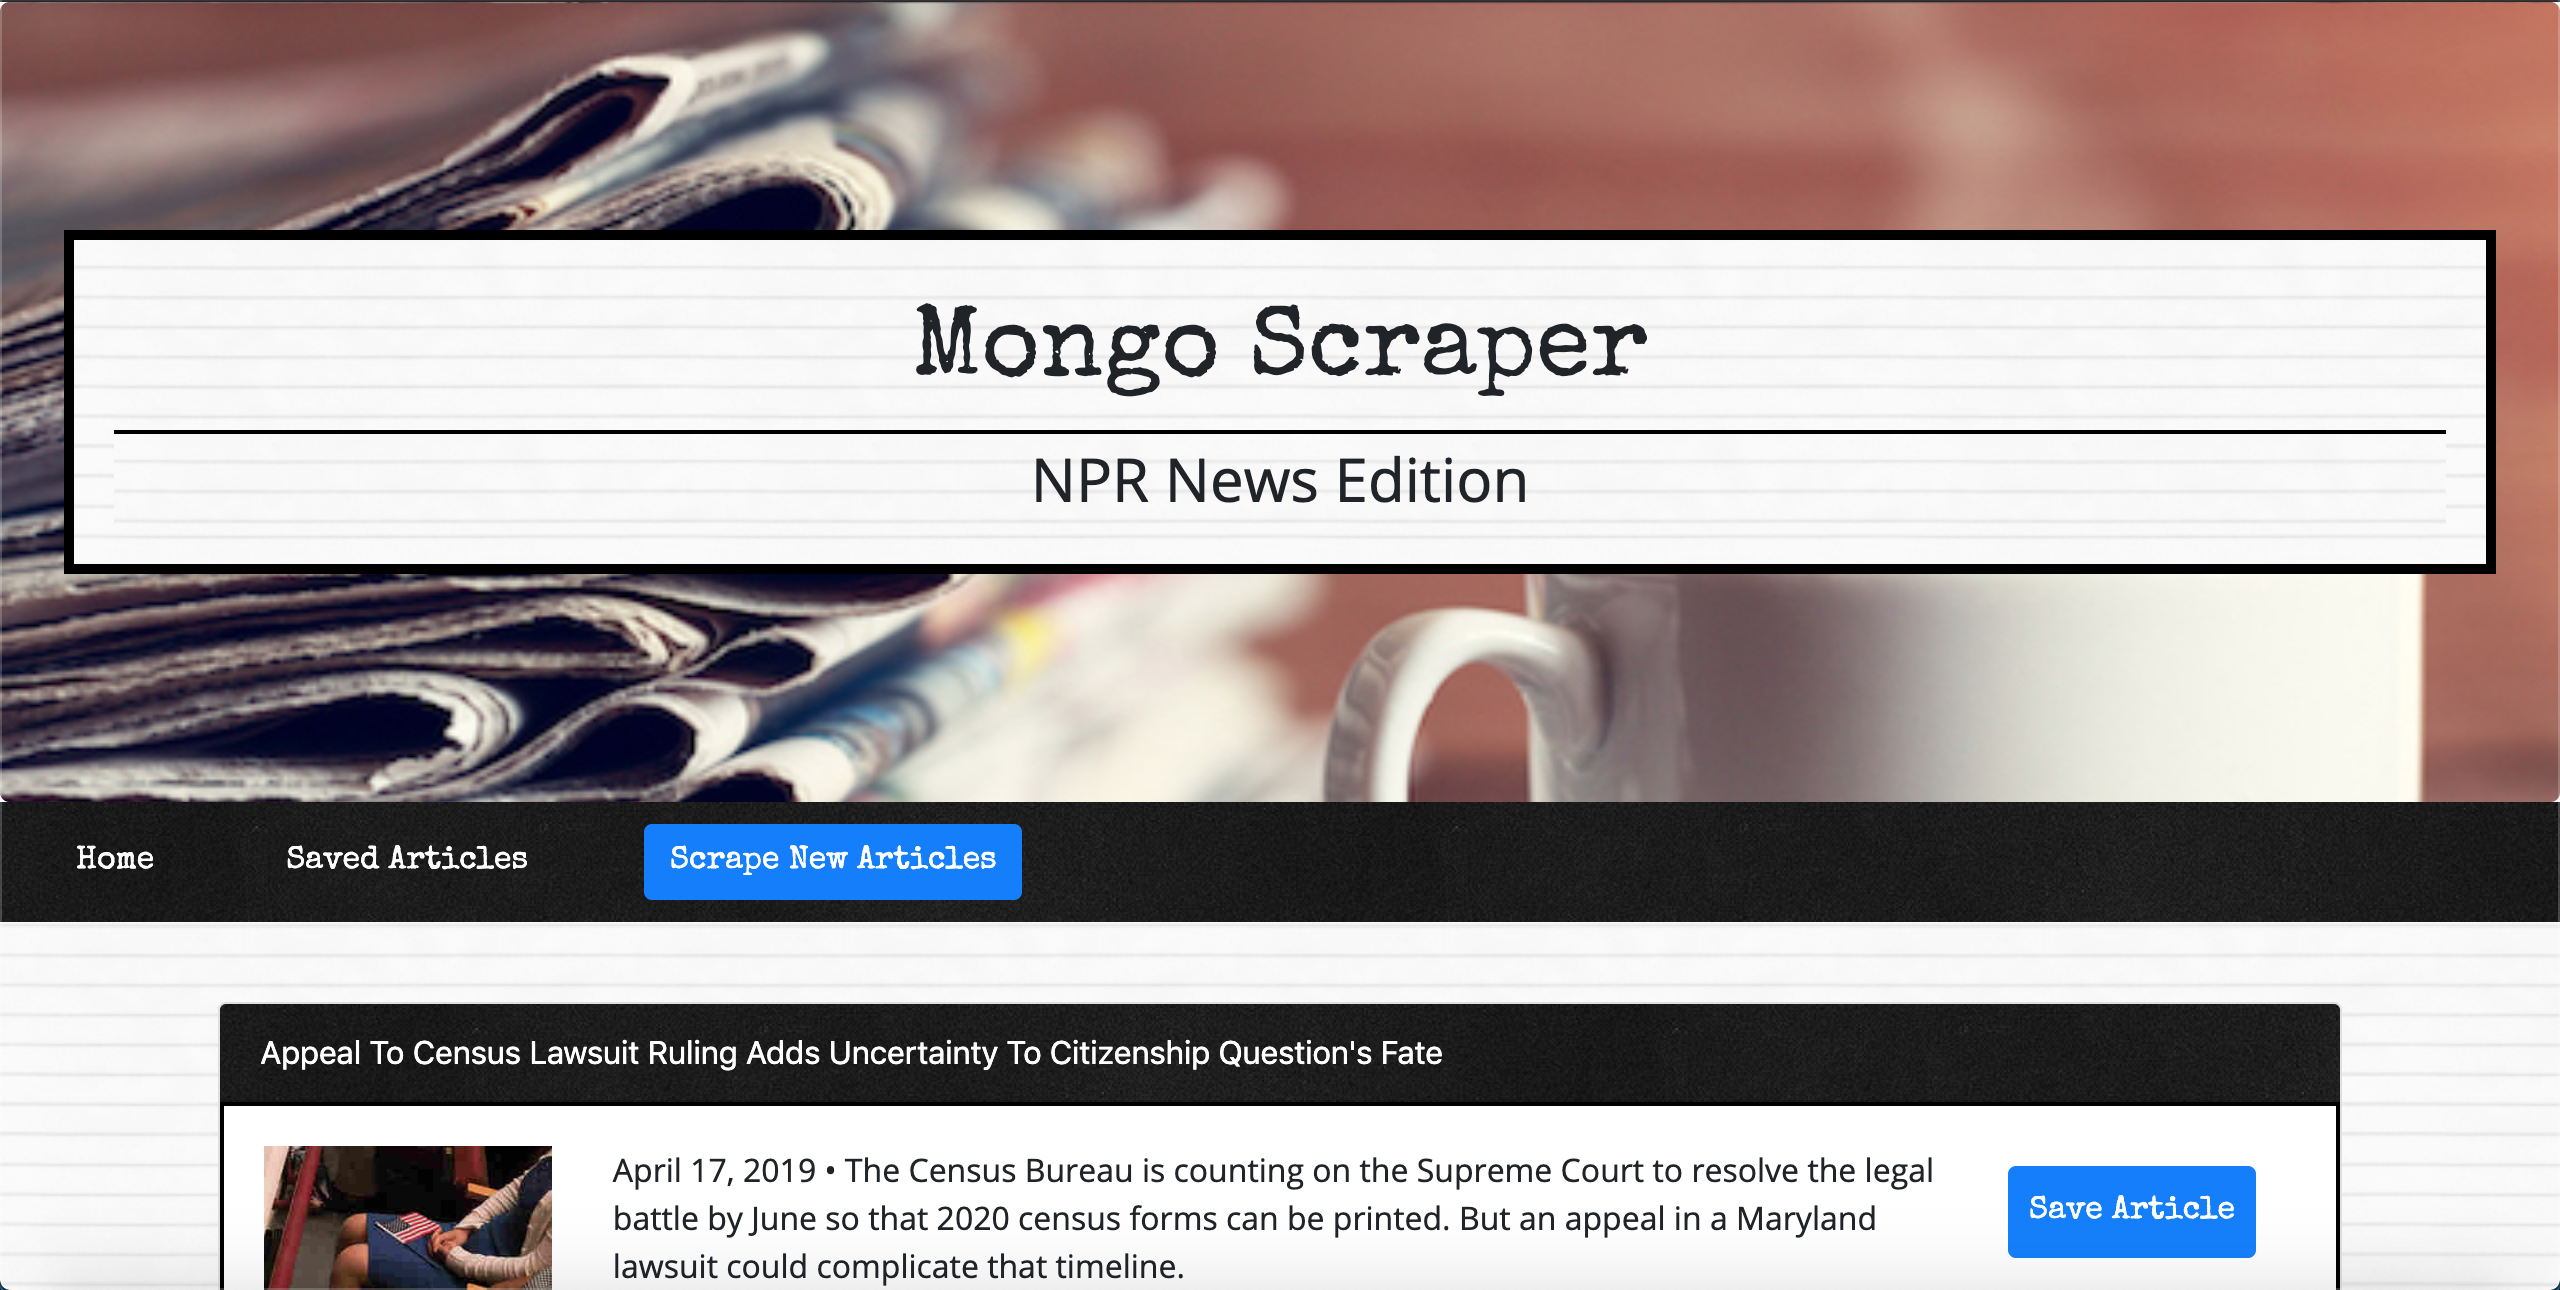 Mongo Scraper
NPR News Edition
Home
Saved Articles
Scrape New Articles
Appeal To Census Lawsuit Ruling Adds Uncertainty To Citizenship Question's Fate
April 17, 2019 • The Census Bureau is counting on the Supreme Court to resolve the legal
battle by June so that 2020 census forms can be printed. But an appeal in a Maryland
lawsuit could complicate that timeline.
Save Article